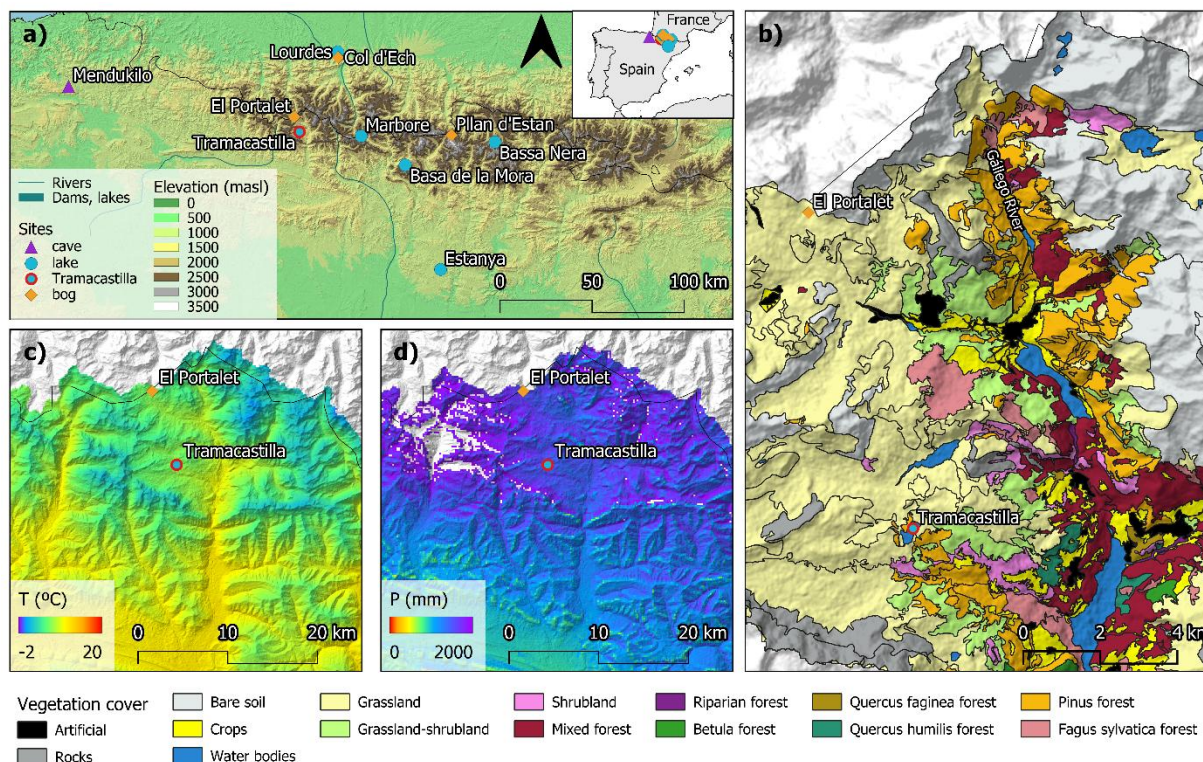 a)
France
Spain
Lourdes
Col d'Ech
Mendukilo
El Portalet
Tramacastilla
Marbore
Pllan d'Estan
Bassa Nera
Basa de la Mora
Estanya
Rivers
Dams, lakes
Sites
cave
lake
Tramacastilla
bog
Elevation (masl)
0
500
1000
1500
2000
2500
3000
3500
0 50 100 km
b)
El Portalet
Gallego River
Tramacastilla
0 2 4 km
c)
El Portalet
Tramacastilla
T (ºC)
-2 20
0 10 20 km
d)
El Portalet
Tramacastilla
P (mm)
0 2000
0 10 20 km
Vegetation cover
Artificial
Rocks
Bare soil
Crops
Water bodies
Grassland
Grassland-shrubland
Shrubland
Mixed forest
Riparian forest
Betula forest
Quercus faginea forest
Quercus humilis forest
Pinus forest
Fagus sylvatica forest